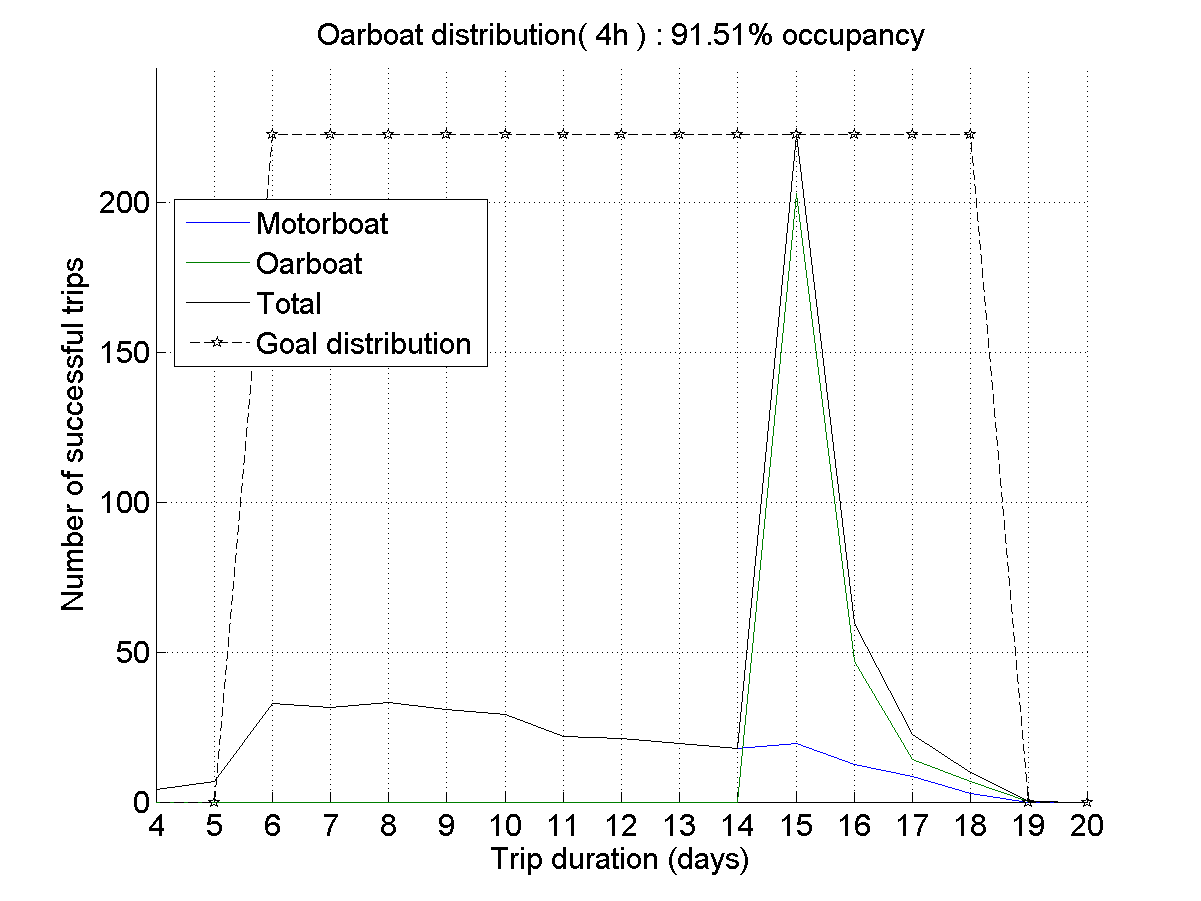 Oarboat distribution( 4h ) : 91.51% occupancy
Number of successful trips
200
150
100
50
0
Motorboat
Oarboat
Total
Goal distribution
4 5 6 7 8 9 10 11 12 13 14 15 16 17 18 19 20
Trip duration (days)